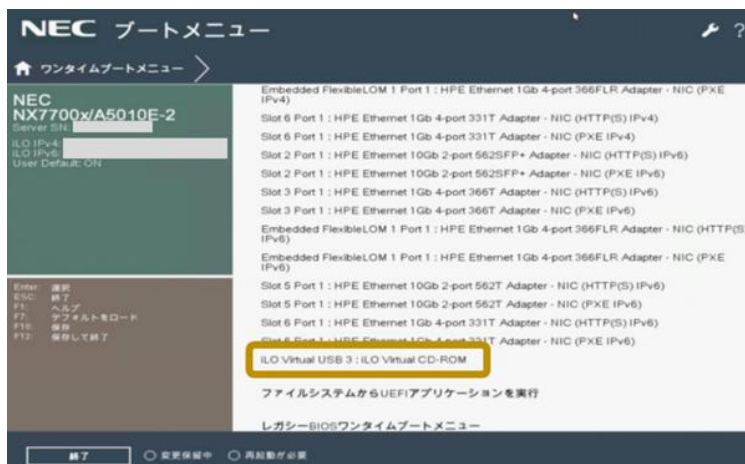 NEC ブートメニュー
?
ワンタイムブートメニュー
NEC
NX7700x/A5010E-2
Server SN:
iLO IPv4:
iLO IPv6:
User Default: ON
Enter: 選択
ESC: 終了
F1: ヘルプ
F7: デフォルトをロード
F10: 保存
F12: 保存して終了
Embedded FlexibleLOM 1 Port 1 : HPE Ethernet 1Gb 4-port 366FLR Adapter - NIC (PXE
IPv4)
Slot 6 Port 1 : HPE Ethernet 1Gb 4-port 331T Adapter - NIC (HTTP(S) IPv4)
Slot 6 Port 1 : HPE Ethernet 1Gb 4-port 331T Adapter - NIC (PXE IPv4)
Slot 2 Port 1 : HPE Ethernet 10Gb 2-port 562SFP+ Adapter - NIC (HTTP(S) IPv6)
Slot 2 Port 1 : HPE Ethernet 10Gb 2-port 562SFP+ Adapter - NIC (PXE IPv6)
Slot 3 Port 1 : HPE Ethernet 1Gb 4-port 366T Adapter - NIC (HTTP(S) IPv6)
Slot 3 Port 1 : HPE Ethernet 1Gb 4-port 366T Adapter - NIC (PXE IPv6)
Embedded FlexibleLOM 1 Port 1 : HPE Ethernet 1Gb 4-port 366FLR Adapter - NIC (HTTP(S)
IPv6)
Embedded FlexibleLOM 1 Port 1 : HPE Ethernet 1Gb 4-port 366FLR Adapter - NIC (PXE
IPv6)
Slot 5 Port 1 : HPE Ethernet 10Gb 2-port 562T Adapter - NIC (HTTP(S) IPv6)
Slot 5 Port 1 : HPE Ethernet 10Gb 2-port 562T Adapter - NIC (PXE IPv6)
Slot 6 Port 1 : HPE Ethernet 1Gb 4-port 331T Adapter - NIC (HTTP(S) IPv6)
Slot 6 Port 1 : HPE Ethernet 1Gb 4-port 331T Adapter - NIC (PXE IPv6)
iLO Virtual USB 3 : iLO Virtual CD-ROM
ファイルシステムからUEFIアプリケーションを実行
レガシーBIOSワンタイムブートメニュー
終了
変更保留中
再起動が必要